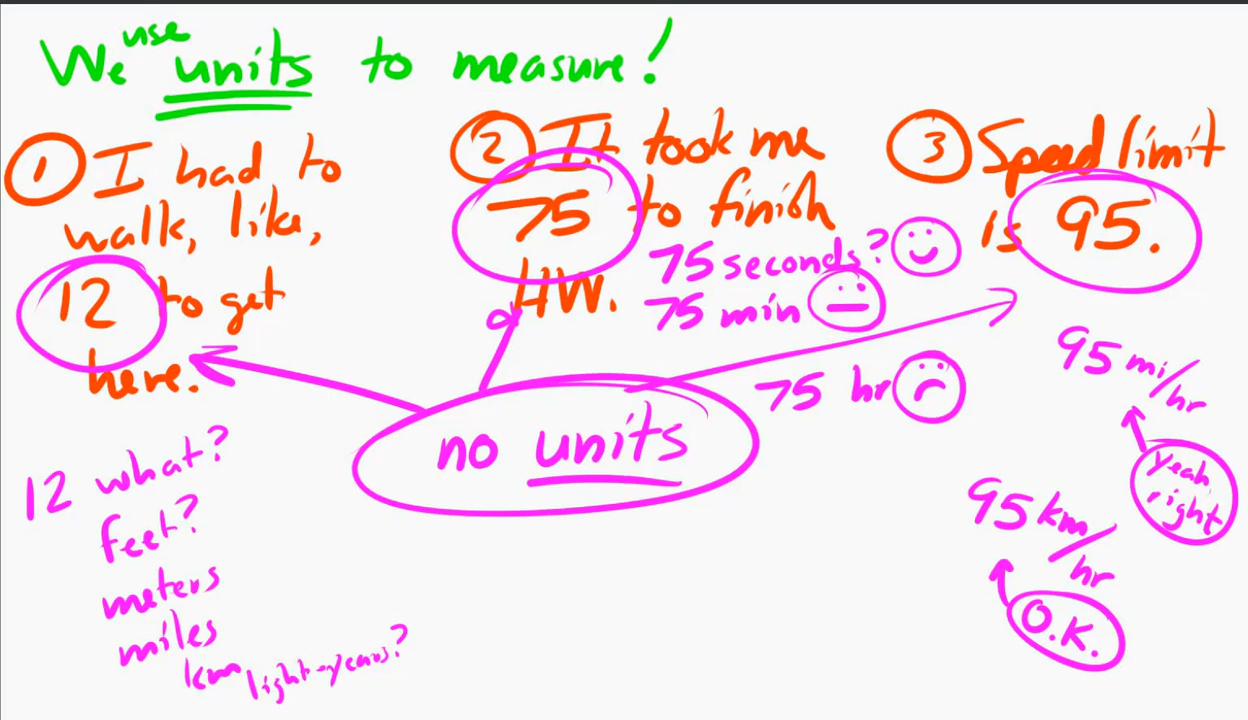 We use units to measure!
① I had to
walk, like,
12 to get
here.
② It took me
75 to finish
HW.
③ Speed limit
is 95.
75 seconds?
75 min
75 hr
no units
12 what?
feet?
meters
miles
km light-years?
95 mi/hr
yeah
right
95 km/hr
O.K.